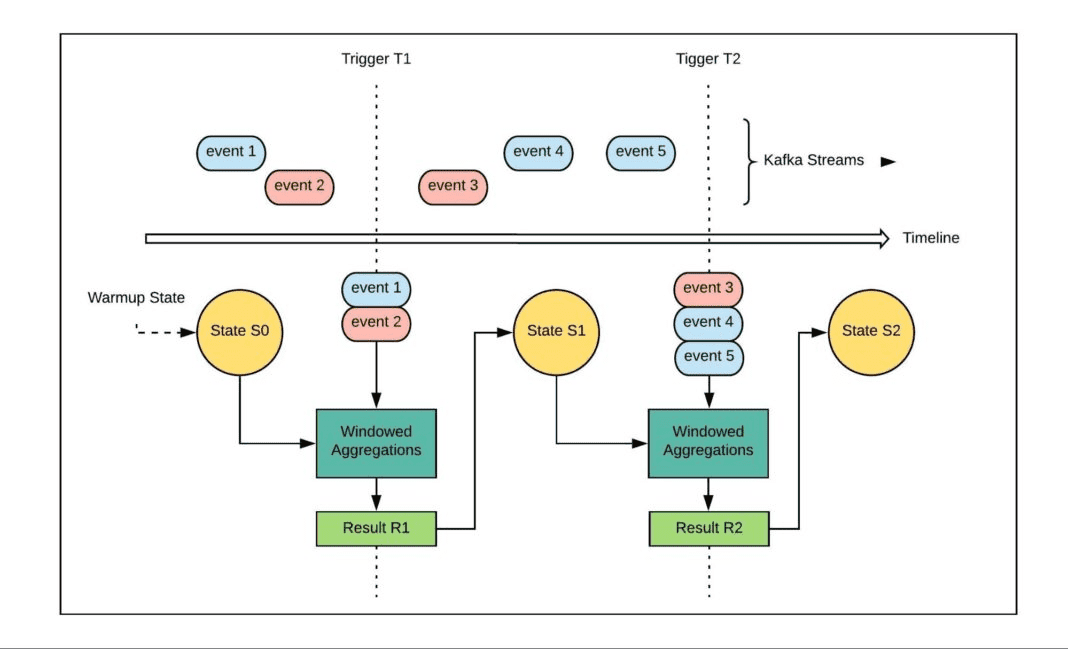 Trigger T1
Tigger T2
event 1
event 4
event 5
Kafka Streams
event 2
event 3
Timeline
Warmup State
event 1
event 3
State S0
event 2
State S1
event 4
State S2
event 5
Windowed
Aggregations
Windowed
Aggregations
Result R1
Result R2